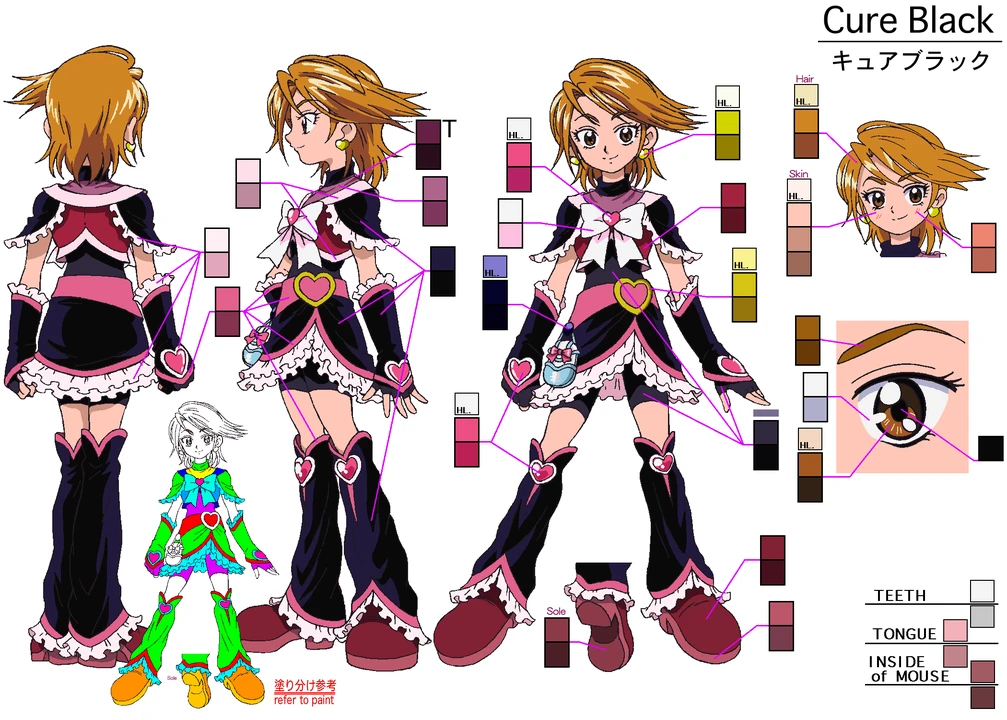 Cure Black
キュアブラック
Hair
HL.
HL.
T
HL.
Skin
HL.
HL.
HL.
HL.
HL.
Sole
TEETH
TONGUE
INSIDE
of MOUSE
Sole
塗り分け参考
refer to paint